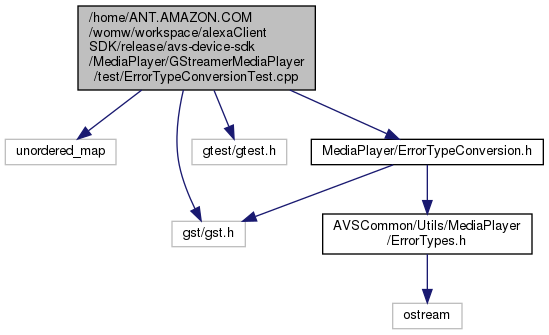 /home/ANT.AMAZON.COM
/womw/workspace/alexaClient
SDK/release/avs-device-sdk
/MediaPlayer/GStreamerMediaPlayer
/test/ErrorTypeConversionTest.cpp
unordered_map
gtest/gtest.h
MediaPlayer/ErrorTypeConversion.h
gst/gst.h
AVSCommon/Utils/MediaPlayer
/ErrorTypes.h
ostream